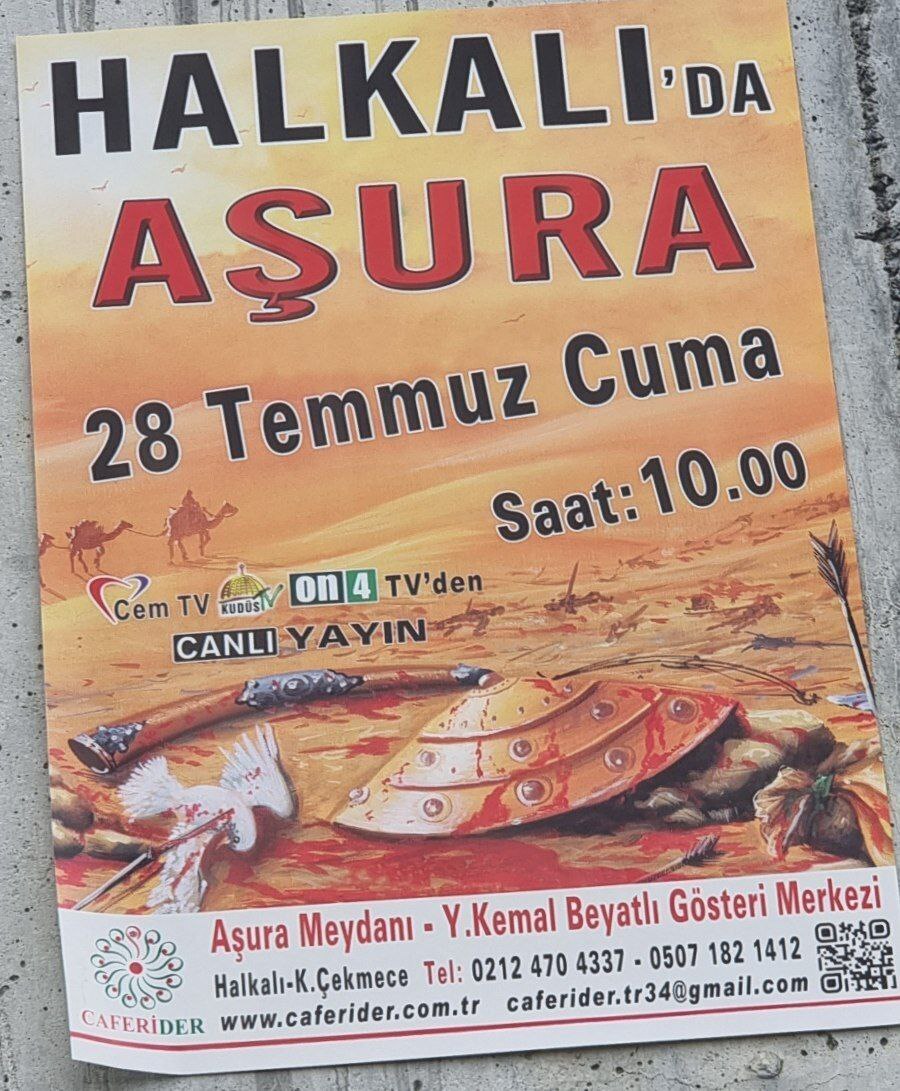 HALKALI'DA
AŞURA
28 Temmuz Cuma
Saat: 10.00
Cem TV KUDÜS TV on4 TV'den
CANLI YAYIN
Aşura Meydanı - Y.Kemal Beyatlı Gösteri Merkezi
Halkalı-K.Çekmece Tel: 0212 470 4337 - 0507 182 1412
www.caferider.com.tr caferider.tr34@gmail.com
CAFERİDER